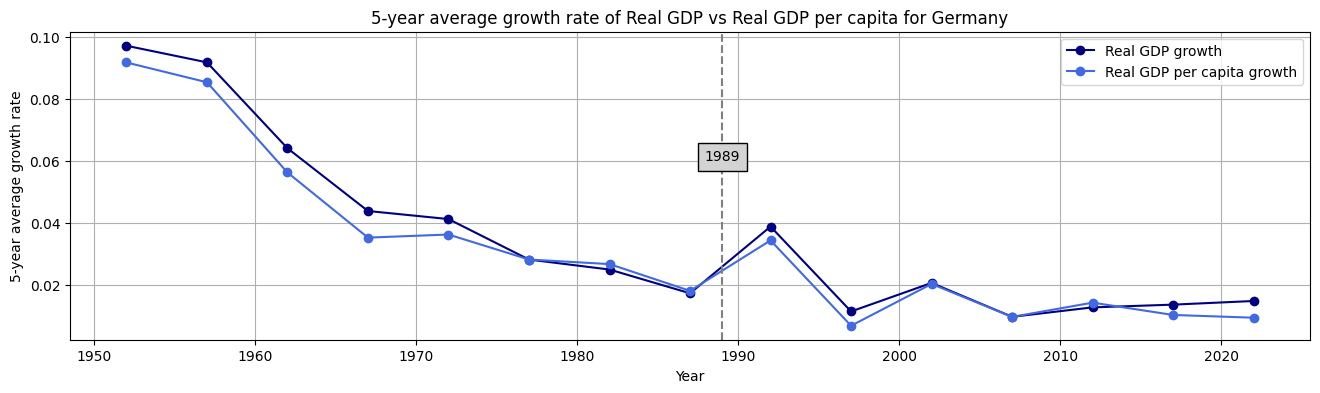 5-year average growth rate of Real GDP vs Real GDP per capita for Germany
Real GDP growth
Real GDP per capita growth
1989
5-year average growth rate
0.10
0.08
0.06
0.04
0.02
1950
1960
1970
1980
1990
2000
2010
2020
Year